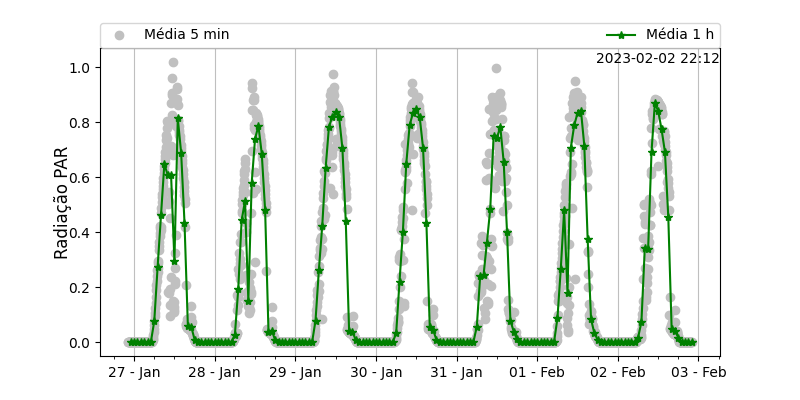 Média 5 min
Média 1 h
2023-02-02 22:12
Radiação PAR
1.0
0.8
0.6
0.4
0.2
0.0
27 - Jan
28 - Jan
29 - Jan
30 - Jan
31 - Jan
01 - Feb
02 - Feb
03 - Feb